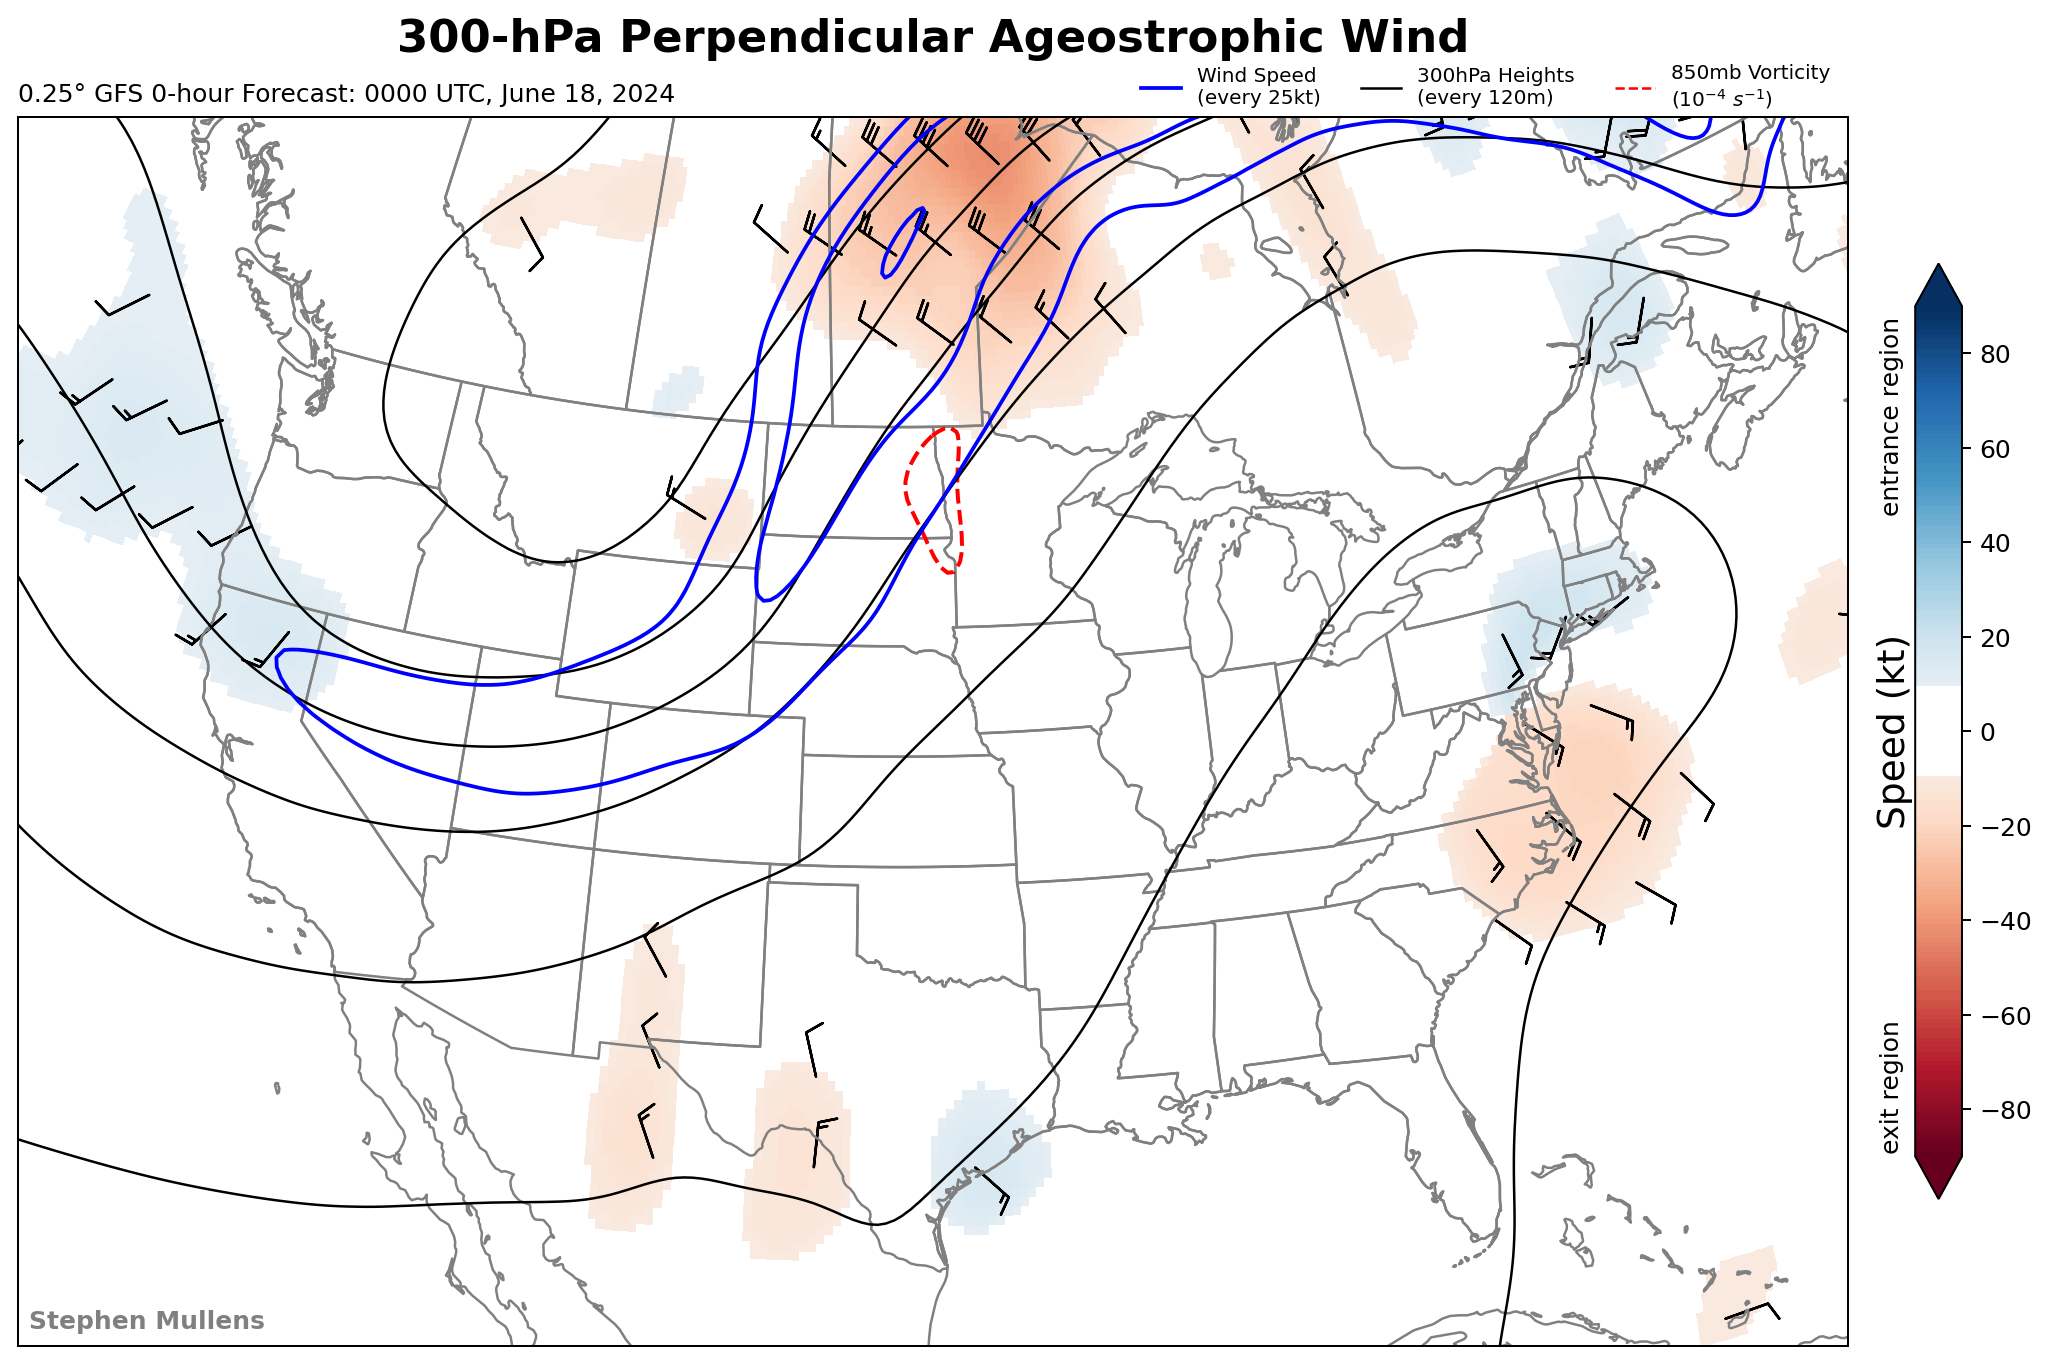 300-hPa Perpendicular Ageostrophic Wind
0.25° GFS 0-hour Forecast: 0000 UTC, June 18, 2024
Wind Speed
(every 25kt)
300hPa Heights
(every 120m)
850mb Vorticity
(10⁻⁴ s⁻¹)
entrance region
Speed (kt)
exit region
80
60
40
20
0
−20
−40
−60
−80
Stephen Mullens